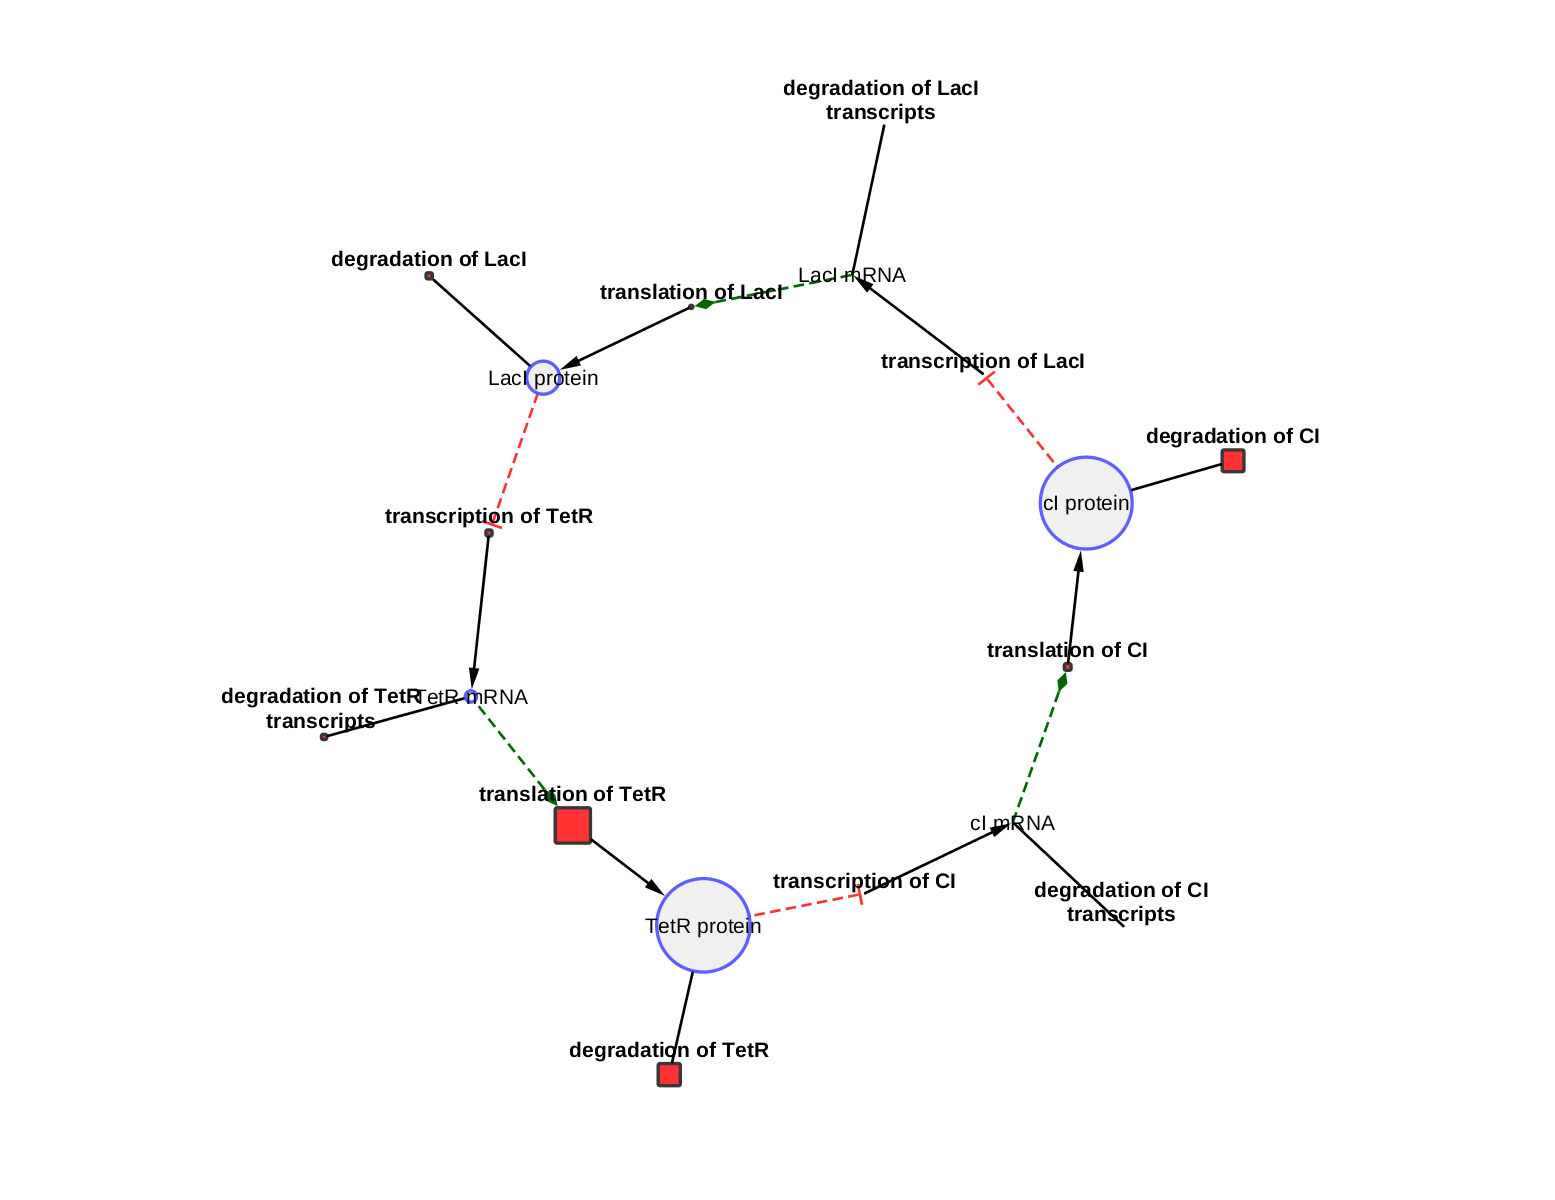 degradation of LacI
transcripts
degradation of LacI
LacI mRNA
translation of LacI
transcription of LacI
LacI protein
degradation of CI
cI protein
transcription of TetR
translation of CI
degradation of TetR
transcripts
TetR mRNA
translation of TetR
cI mRNA
transcription of CI
degradation of CI
transcripts
TetR protein
degradation of TetR